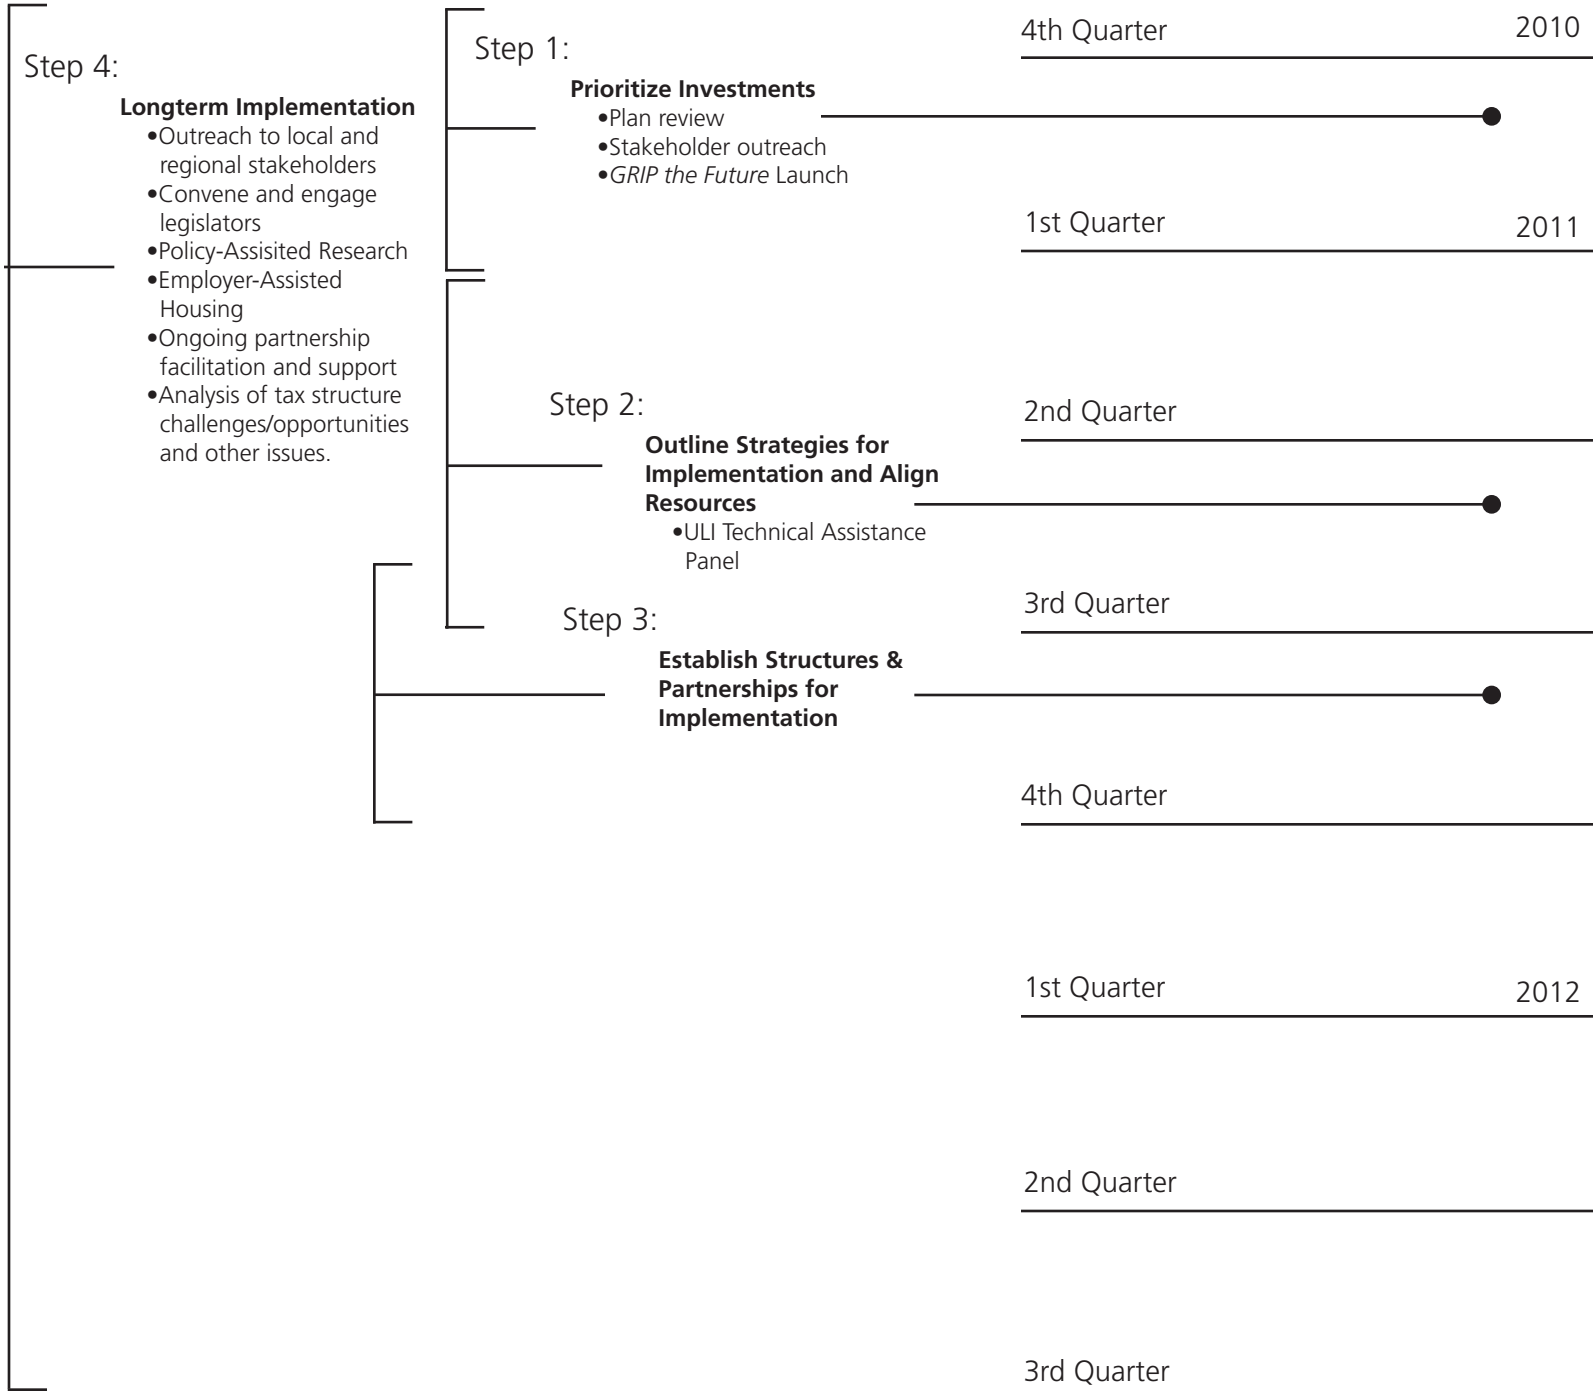 Step 4:
Longterm Implementation
•Outreach to local and
regional stakeholders
•Convene and engage
legislators
•Policy-Assisited Research
•Employer-Assisted
Housing
•Ongoing partnership
facilitation and support
•Analysis of tax structure
challenges/opportunities
and other issues.
Step 1:
Prioritize Investments
•Plan review
•Stakeholder outreach
•GRIP the Future Launch
Step 2:
Outline Strategies for
Implementation and Align
Resources
•ULI Technical Assistance
Panel
Step 3:
Establish Structures &
Partnerships for
Implementation
4th Quarter 2010
1st Quarter 2011
2nd Quarter
3rd Quarter
4th Quarter
1st Quarter 2012
2nd Quarter
3rd Quarter